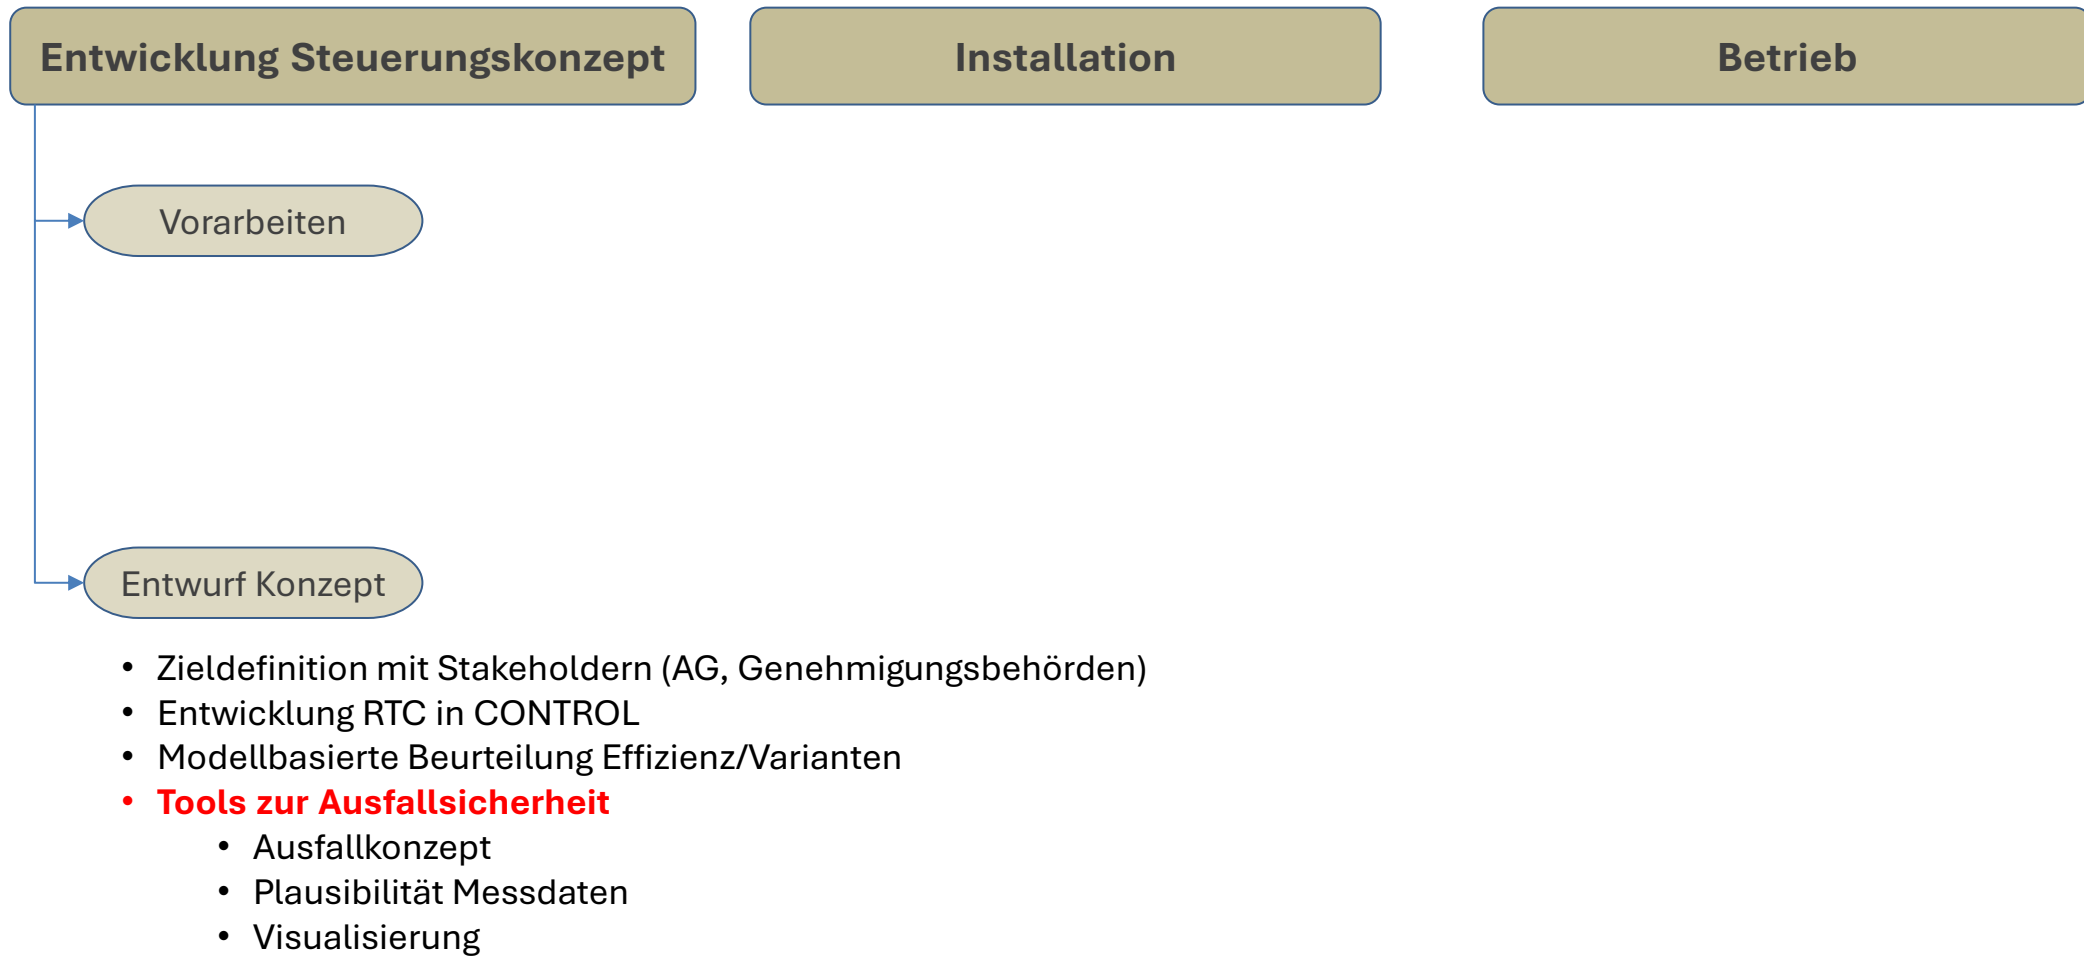 Entwicklung Steuerungskonzept
Installation
Betrieb
Vorarbeiten
Entwurf Konzept
• Zieldefinition mit Stakeholdern (AG, Genehmigungsbehörden)
• Entwicklung RTC in CONTROL
• Modellbasierte Beurteilung Effizienz/Varianten
• Tools zur Ausfallsicherheit
• Ausfallkonzept
• Plausibilität Messdaten
• Visualisierung